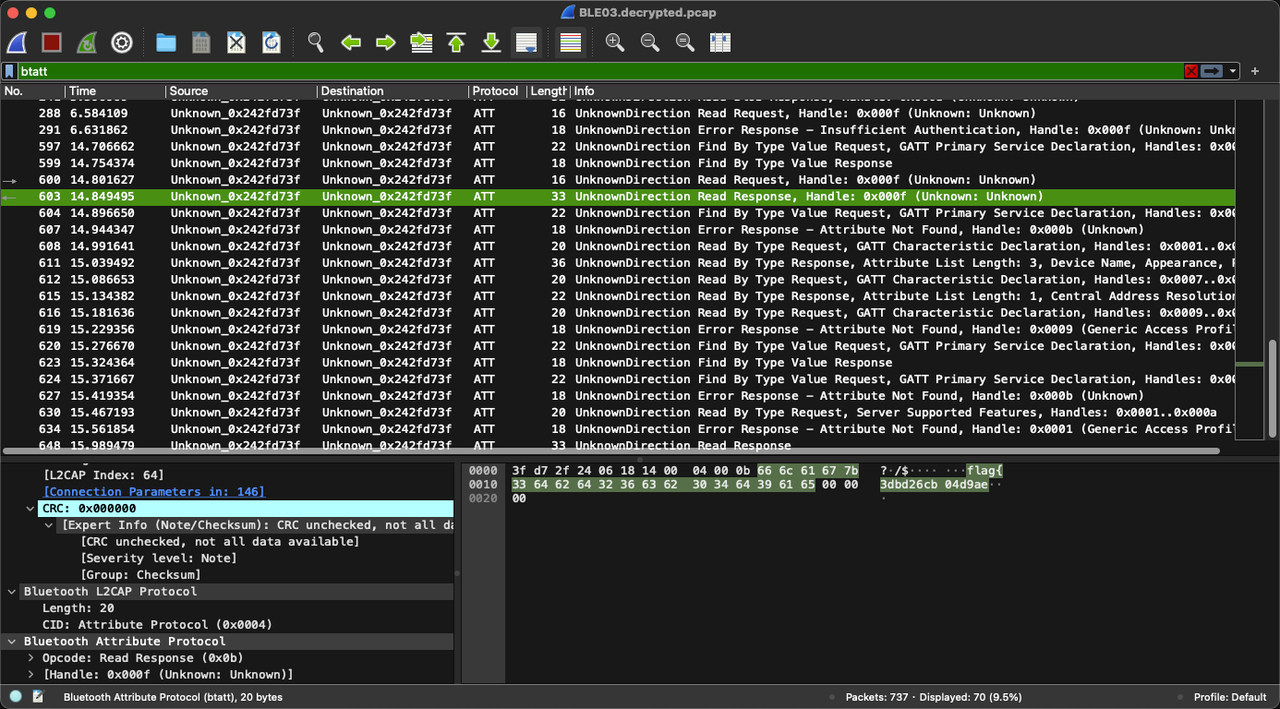 BLE03.decrypted.pcap
btatt
No. Time Source Destination Protocol Length Info
288 6.584109 Unknown_0x242fd73f Unknown_0x242fd73f ATT 16 UnknownDirection Read Request, Handle: 0x000f (Unknown: Unknown)
291 6.631862 Unknown_0x242fd73f Unknown_0x242fd73f ATT 18 UnknownDirection Error Response – Insufficient Authentication, Handle: 0x000f (Unknown: Unkn
597 14.706662 Unknown_0x242fd73f Unknown_0x242fd73f ATT 22 UnknownDirection Find By Type Value Request, GATT Primary Service Declaration, Handles: 0x00
599 14.754374 Unknown_0x242fd73f Unknown_0x242fd73f ATT 18 UnknownDirection Find By Type Value Response
600 14.801627 Unknown_0x242fd73f Unknown_0x242fd73f ATT 16 UnknownDirection Read Request, Handle: 0x000f (Unknown: Unknown)
603 14.849495 Unknown_0x242fd73f Unknown_0x242fd73f ATT 33 UnknownDirection Read Response, Handle: 0x000f (Unknown: Unknown)
604 14.896650 Unknown_0x242fd73f Unknown_0x242fd73f ATT 22 UnknownDirection Find By Type Value Request, GATT Primary Service Declaration, Handles: 0x00
607 14.944347 Unknown_0x242fd73f Unknown_0x242fd73f ATT 18 UnknownDirection Error Response – Attribute Not Found, Handle: 0x000b (Unknown)
608 14.991641 Unknown_0x242fd73f Unknown_0x242fd73f ATT 20 UnknownDirection Read By Type Request, GATT Characteristic Declaration, Handles: 0x0001..0x0
611 15.039492 Unknown_0x242fd73f Unknown_0x242fd73f ATT 36 UnknownDirection Read By Type Response, Attribute List Length: 3, Device Name, Appearance, P
612 15.086653 Unknown_0x242fd73f Unknown_0x242fd73f ATT 20 UnknownDirection Read By Type Request, GATT Characteristic Declaration, Handles: 0x0007..0x0
615 15.134382 Unknown_0x242fd73f Unknown_0x242fd73f ATT 22 UnknownDirection Read By Type Response, Attribute List Length: 1, Central Address Resolution
616 15.181636 Unknown_0x242fd73f Unknown_0x242fd73f ATT 20 UnknownDirection Read By Type Request, GATT Characteristic Declaration, Handles: 0x0009..0x0
619 15.229356 Unknown_0x242fd73f Unknown_0x242fd73f ATT 18 UnknownDirection Error Response – Attribute Not Found, Handle: 0x0009 (Generic Access Profi
620 15.276670 Unknown_0x242fd73f Unknown_0x242fd73f ATT 22 UnknownDirection Find By Type Value Request, GATT Primary Service Declaration, Handles: 0x00
623 15.324364 Unknown_0x242fd73f Unknown_0x242fd73f ATT 18 UnknownDirection Find By Type Value Response
624 15.371667 Unknown_0x242fd73f Unknown_0x242fd73f ATT 22 UnknownDirection Find By Type Value Request, GATT Primary Service Declaration, Handles: 0x00
627 15.419354 Unknown_0x242fd73f Unknown_0x242fd73f ATT 18 UnknownDirection Error Response – Attribute Not Found, Handle: 0x000b (Unknown)
630 15.467193 Unknown_0x242fd73f Unknown_0x242fd73f ATT 20 UnknownDirection Read By Type Request, Server Supported Features, Handles: 0x0001..0x000a
634 15.561854 Unknown_0x242fd73f Unknown_0x242fd73f ATT 18 UnknownDirection Error Response – Attribute Not Found, Handle: 0x0001 (Generic Access Profi
648 15.989479 Unknown_0x242fd73f Unknown_0x242fd73f ATT 33 UnknownDirection Read Response
[L2CAP Index: 64]
[Connection Parameters in: 146]
CRC: 0x000000
[Expert Info (Note/Checksum): CRC unchecked, not all da
[CRC unchecked, not all data available]
[Severity level: Note]
[Group: Checksum]
Bluetooth L2CAP Protocol
Length: 20
CID: Attribute Protocol (0x0004)
Bluetooth Attribute Protocol
Opcode: Read Response (0x0b)
[Handle: 0x000f (Unknown: Unknown)]
0000 3f d7 2f 24 06 18 14 00 04 00 0b 66 6c 61 67 7b ?·/$···· ···flag{
0010 33 64 62 64 32 36 63 62 30 34 64 39 61 65 00 00 3dbd26cb 04d9ae··
0020 00 ·
Bluetooth Attribute Protocol (btatt), 20 bytes
Packets: 737 · Displayed: 70 (9.5%)
Profile: Default